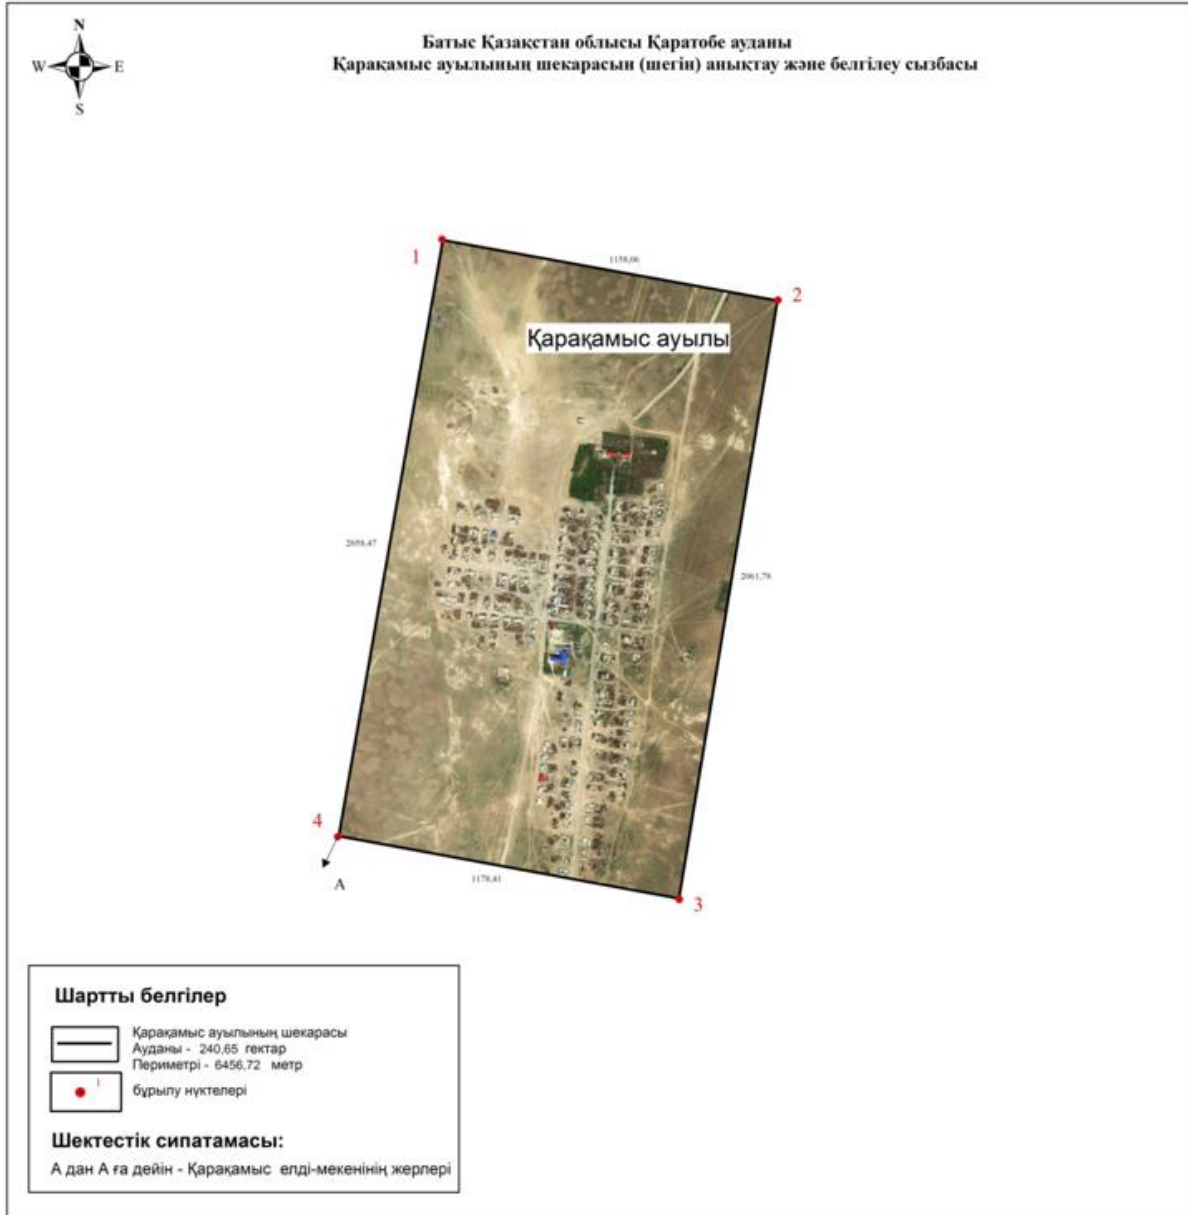 N
W E
S
Батыс Қазақстан облысы Қаратобе ауданы
Қарақамыс ауылының шекарасын (шегін) анықтау және белгілеу сызбасы
1
1158,06
2
Қарақамыс ауылы
2058,47
2061,78
4
A
1178,41
3
Шартты белгілер
Қарақамыс ауылының шекарасы
Ауданы - 240,65 гектар
Периметрі - 6456,72 метр
1
бұрылу нүктелері
Шектестік сипатамасы:
А дан А ға дейін - Қарақамыс елді-мекенінің жерлері